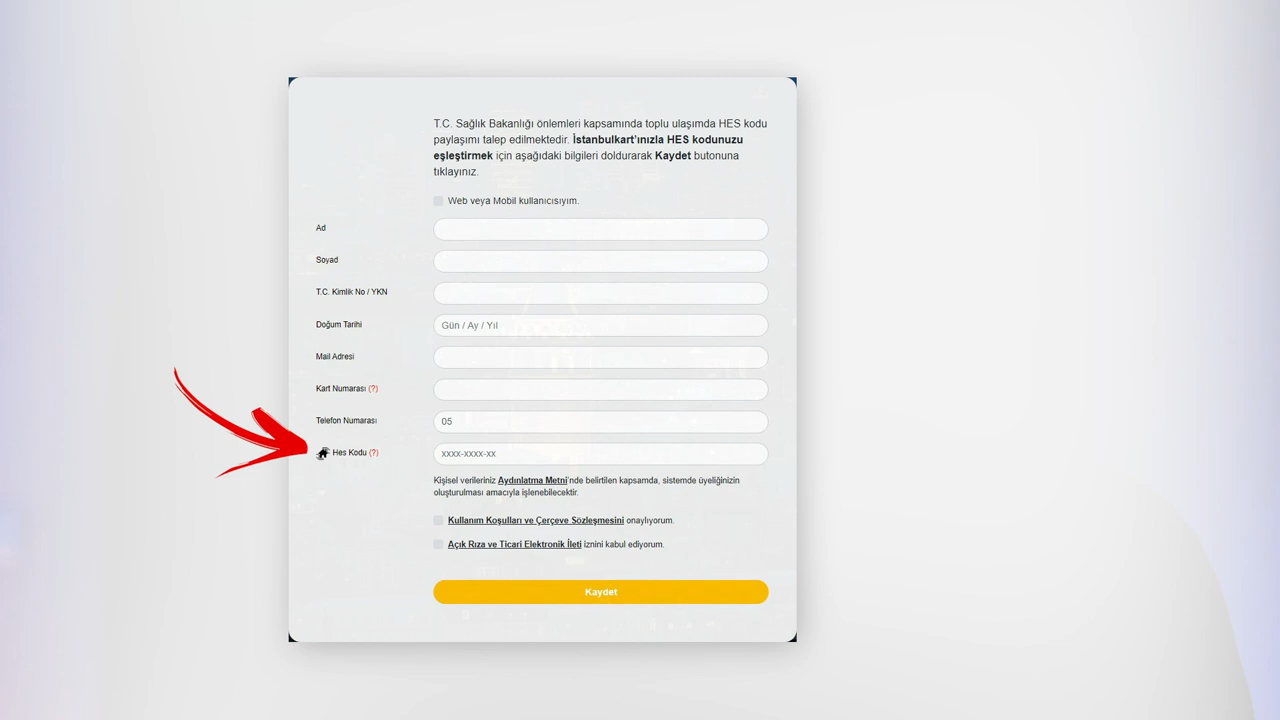 T.C. Sağlık Bakanlığı önlemleri kapsamında toplu ulaşımda HES kodu
paylaşımı talep edilmektedir. İstanbulkart'ınızla HES kodunuzu
eşleştirmek için aşağıdaki bilgileri doldurarak Kaydet butonuna
tıklayınız.
Web veya Mobil kullanıcısıyım.
Ad
Soyad
T.C. Kimlik No / YKN
Doğum Tarihi
Gün / Ay / Yıl
Mail Adresi
Kart Numarası (?)
Telefon Numarası
05
Hes Kodu (?)
xxxx-xxxx-xx
Kişisel verileriniz Aydınlatma Metni'nde belirtilen kapsamda, sistemde üyeliğinizin
oluşturulması amacıyla işlenebilecektir.
Kullanım Koşulları ve Çerçeve Sözleşmesini onaylıyorum.
Açık Rıza ve Ticari Elektronik İleti iznini kabul ediyorum.
Kaydet